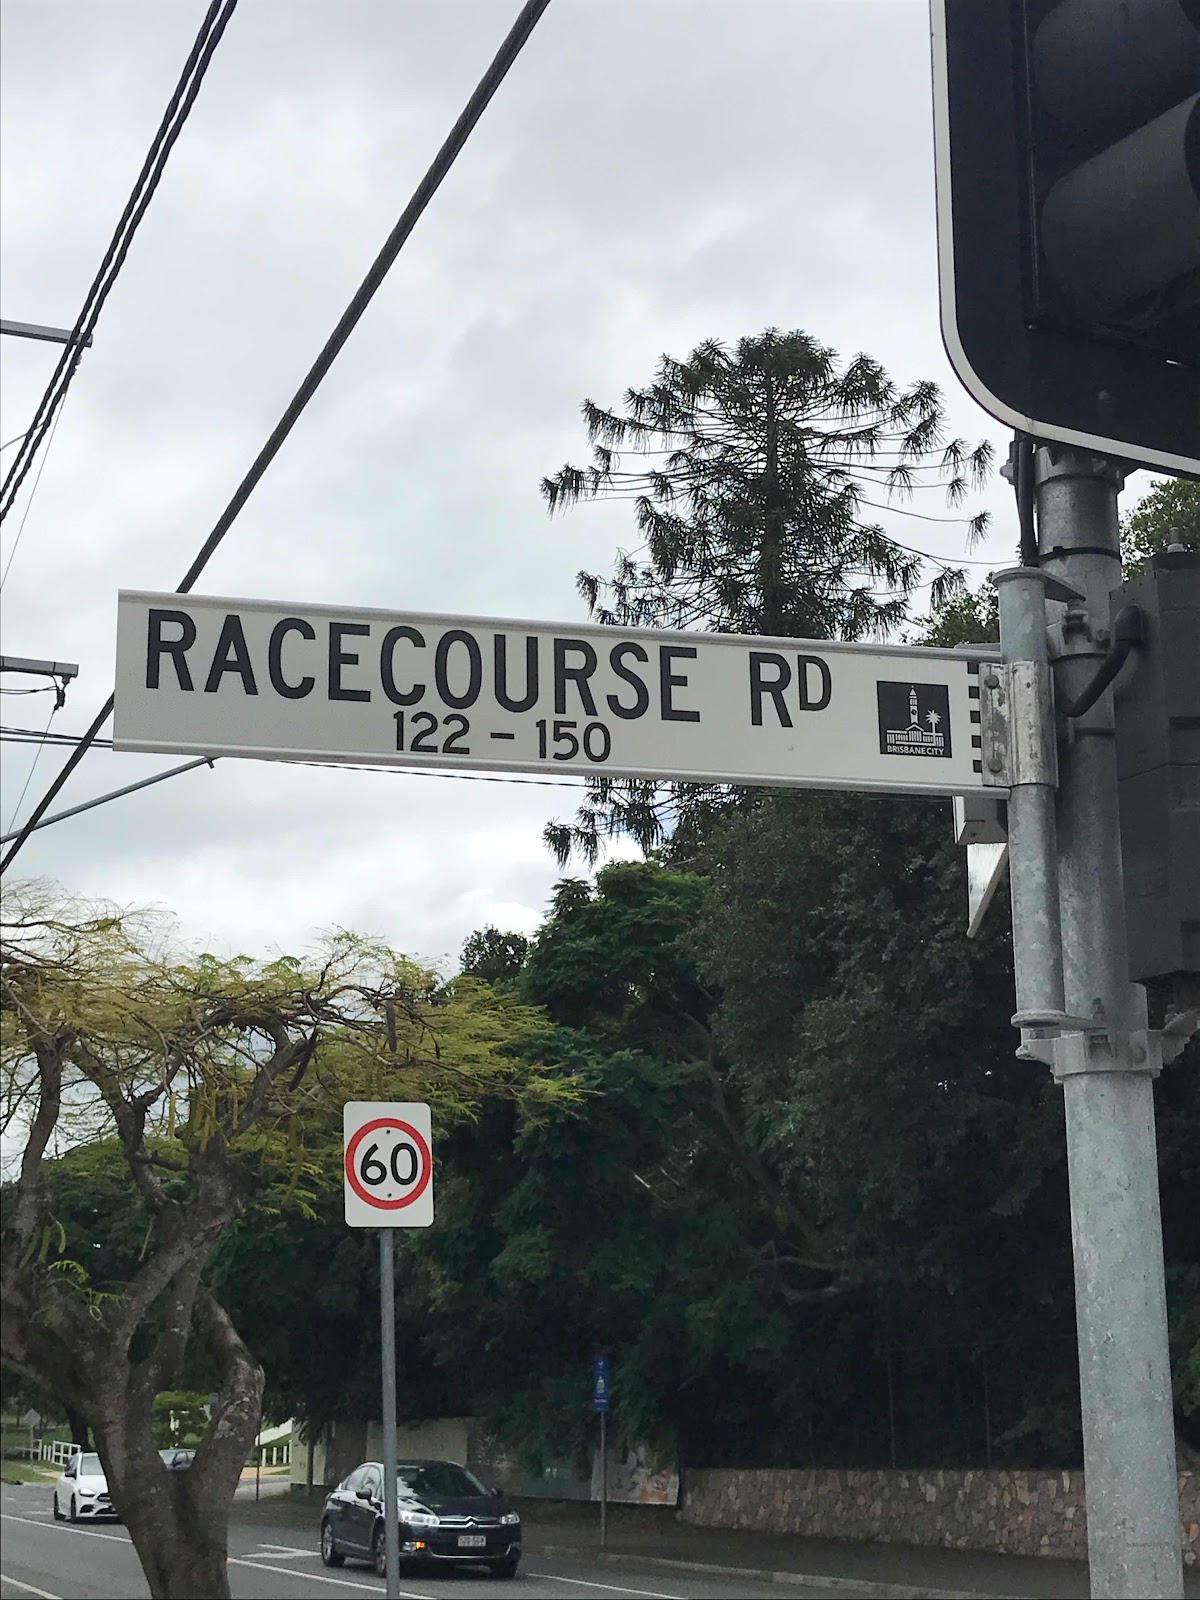 RACECOURSE RD
122 - 150
BRISBANE CITY
60